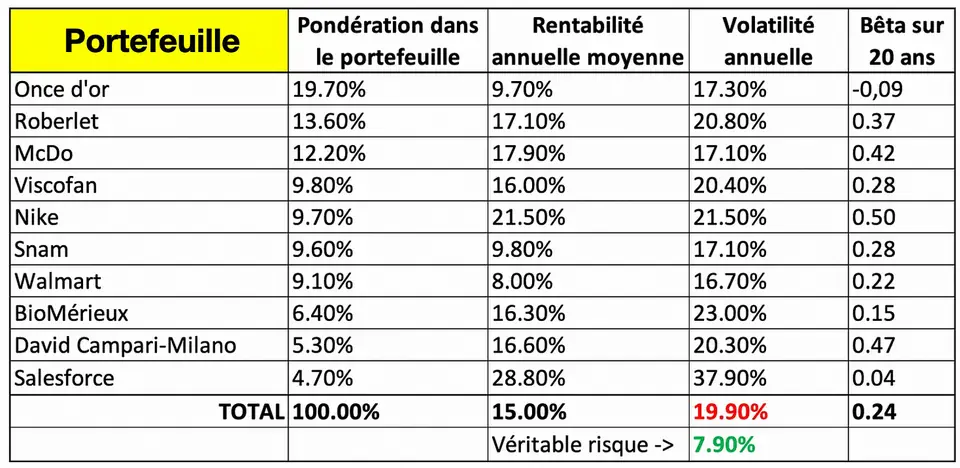 Portefeuille Pondération dans le portefeuille Rentabilité annuelle moyenne Volatilité annuelle Bêta sur 20 ans
Once d'or 19.70% 9.70% 17.30% -0,09
Roberlet 13.60% 17.10% 20.80% 0.37
McDo 12.20% 17.90% 17.10% 0.42
Viscofan 9.80% 16.00% 20.40% 0.28
Nike 9.70% 21.50% 21.50% 0.50
Snam 9.60% 9.80% 17.10% 0.28
Walmart 9.10% 8.00% 16.70% 0.22
BioMérieux 6.40% 16.30% 23.00% 0.15
David Campari-Milano 5.30% 16.60% 20.30% 0.47
Salesforce 4.70% 28.80% 37.90% 0.04
TOTAL 100.00% 15.00% 19.90% 0.24
Véritable risque -> 7.90%